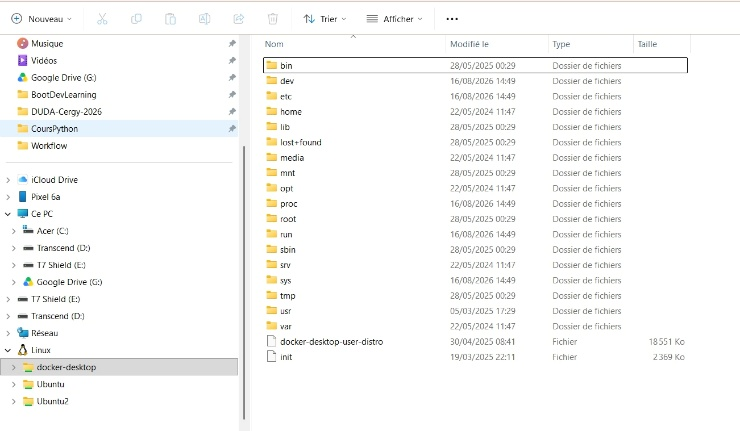 Nouveau Trier Afficher
Nom Modifié le Type Taille
Musique
Vidéos
Google Drive (G:)
BootDevLearning
DUDA-Cergy-2026
CoursPython
Workflow
iCloud Drive
Pixel 6a
Ce PC
Acer (C:)
Transcend (D:)
T7 Shield (E:)
Google Drive (G:)
T7 Shield (E:)
Transcend (D:)
Réseau
Linux
docker-desktop
Ubuntu
Ubuntu2
bin 28/05/2025 00:29 Dossier de fichiers
dev 16/08/2026 14:49 Dossier de fichiers
etc 16/08/2026 14:49 Dossier de fichiers
home 22/05/2024 11:47 Dossier de fichiers
lib 28/05/2025 00:29 Dossier de fichiers
lost+found 28/05/2025 00:29 Dossier de fichiers
media 22/05/2024 11:47 Dossier de fichiers
mnt 28/05/2025 00:29 Dossier de fichiers
opt 22/05/2024 11:47 Dossier de fichiers
proc 16/08/2026 14:49 Dossier de fichiers
root 28/05/2025 00:29 Dossier de fichiers
run 16/08/2026 14:49 Dossier de fichiers
sbin 28/05/2025 00:29 Dossier de fichiers
srv 22/05/2024 11:47 Dossier de fichiers
sys 16/08/2026 14:49 Dossier de fichiers
tmp 28/05/2025 00:29 Dossier de fichiers
usr 05/03/2025 17:29 Dossier de fichiers
var 22/05/2024 11:47 Dossier de fichiers
docker-desktop-user-distro 30/04/2025 08:41 Fichier 18 551 Ko
init 19/03/2025 22:11 Fichier 2 369 Ko